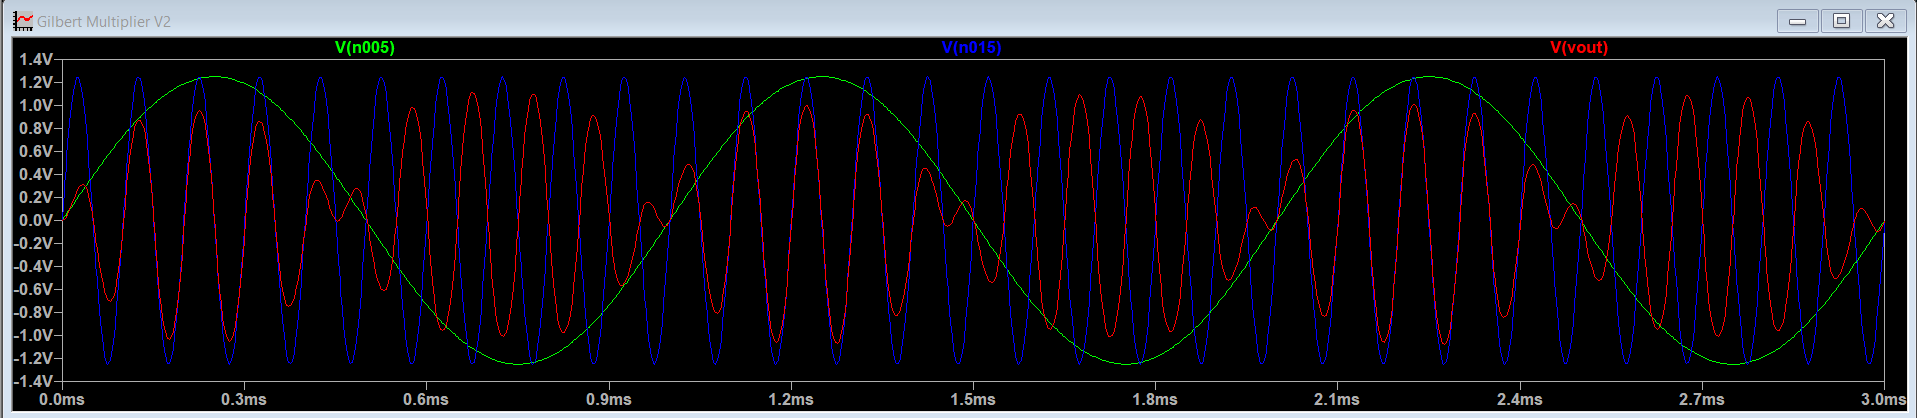 Gilbert Multiplier V2
V(n005) V(n015) V(vout)
1.4V
1.2V
1.0V
0.8V
0.6V
0.4V
0.2V
0.0V
-0.2V
-0.4V
-0.6V
-0.8V
-1.0V
-1.2V
-1.4V
0.0ms 0.3ms 0.6ms 0.9ms 1.2ms 1.5ms 1.8ms 2.1ms 2.4ms 2.7ms 3.0ms